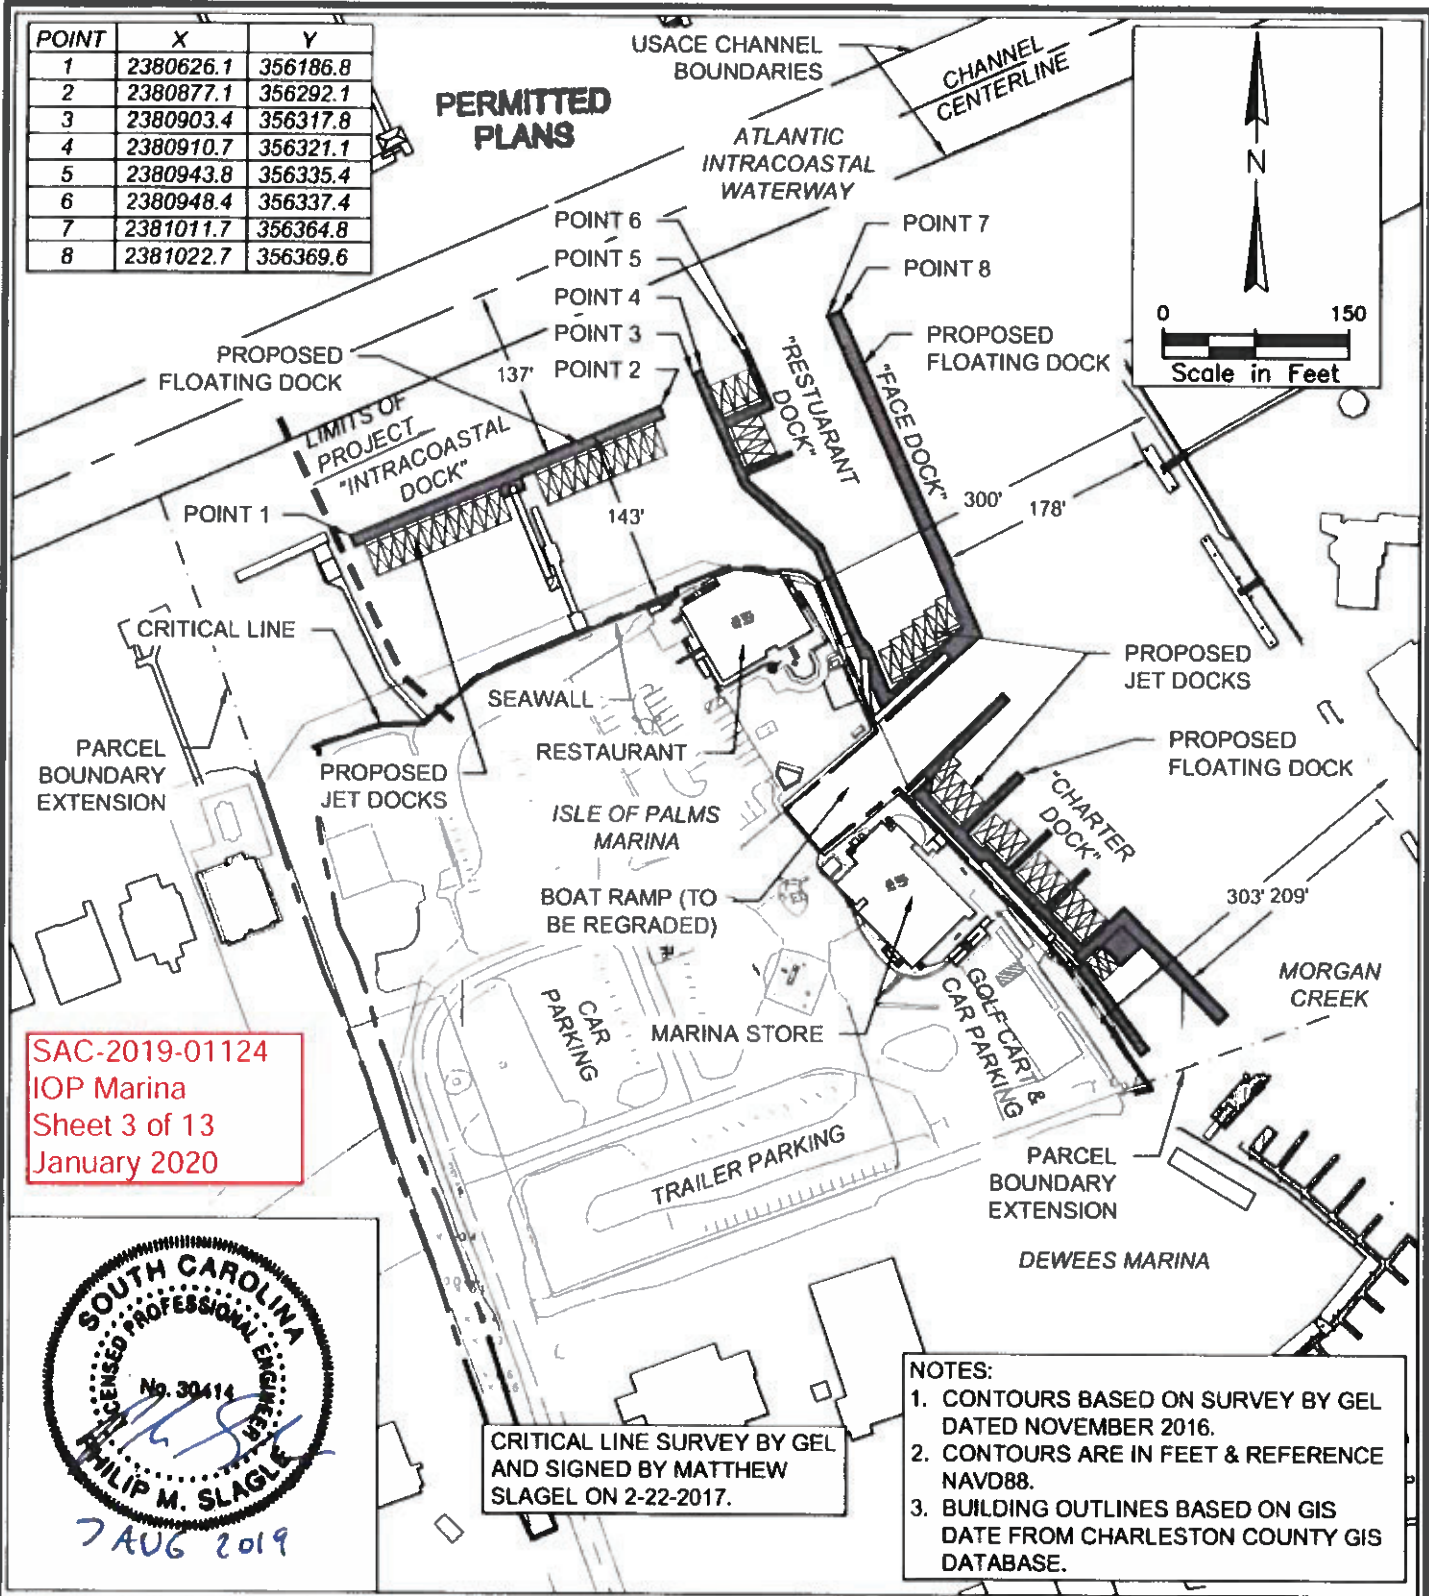 POINT X Y
1 2380626.1 356186.8
2 2380877.1 356292.1
3 2380903.4 356317.8
4 2380910.7 356321.1
5 2380943.8 356335.4
6 2380948.4 356337.4
7 2381011.7 356364.8
8 2381022.7 356369.6
PERMITTED
PLANS
USACE CHANNEL
BOUNDARIES
CHANNEL
CENTERLINE
ATLANTIC
INTRACOASTAL
WATERWAY
N
0 150
Scale in Feet
POINT 6
POINT 5
POINT 4
POINT 3
POINT 2
POINT 7
POINT 8
PROPOSED
FLOATING DOCK
137'
PROPOSED
FLOATING DOCK
"RESTUARANT
DOCK"
"FACE DOCK"
LIMITS OF
PROJECT
"INTRACOASTAL
DOCK"
POINT 1
143'
300'
178'
CRITICAL LINE
SEAWALL
RESTAURANT
PROPOSED
JET DOCKS
PARCEL
BOUNDARY
EXTENSION
PROPOSED
JET DOCKS
PROPOSED
FLOATING DOCK
ISLE OF PALMS
MARINA
"CHARTER
DOCK"
BOAT RAMP (TO
BE REGRADED)
303' 209'
MORGAN
CREEK
CAR
PARKING
MARINA STORE
GOLF CART &
CAR PARKING
TRAILER PARKING
PARCEL
BOUNDARY
EXTENSION
DEWEES MARINA
SAC-2019-01124
IOP Marina
Sheet 3 of 13
January 2020
SOUTH CAROLINA
LICENSED PROFESSIONAL ENGINEER
No. 30414
PHILIP M. SLAGLE
7 AUG 2019
CRITICAL LINE SURVEY BY GEL
AND SIGNED BY MATTHEW
SLAGEL ON 2-22-2017.
NOTES:
1. CONTOURS BASED ON SURVEY BY GEL
DATED NOVEMBER 2016.
2. CONTOURS ARE IN FEET & REFERENCE
NAVD88.
3. BUILDING OUTLINES BASED ON GIS
DATE FROM CHARLESTON COUNTY GIS
DATABASE.